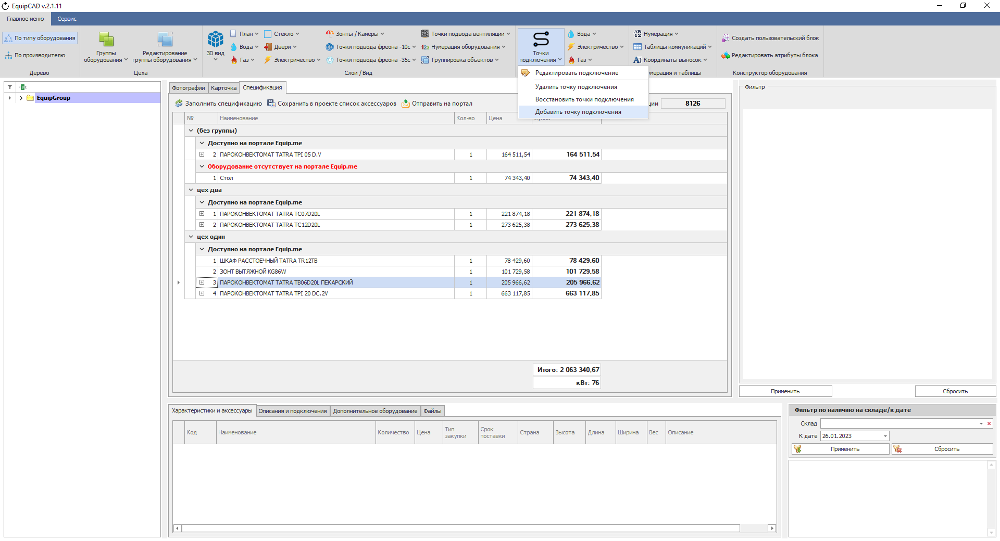 EquipCAD v.2.1.11
Главное меню
Сервис
По типу оборудования
По производителю
Дерево
Группы оборудования
Редактирование группы оборудования
Цеха
3D вид
План
Стекло
Зонты / Камеры
Точки подвода вентиляции
Вода
Двери
Точки подвода фреона -10с
123 Нумерация оборудования
Газ
Электричество
Точки подвода фреона -35с
Группировка объектов
Слои / Вид
Точки подключения
Вода
Электричество
Газ
AB 12 Нумерация
Таблицы коммуникаций
Координаты выносок
умерация и таблицы
Создать пользовательский блок
Редактировать атрибуты блока
Конструктор оборудования
Редактировать подключение
Удалить точку подключения
Восстановить точки подключения
Добавить точку подключения
EquipGroup
Фотографии
Карточка
Спецификация
Заполнить спецификацию
Сохранить в проекте список аксессуаров
Отправить на портал
ции
8126
№ Наименование Кол-во Цена
(без группы)
Доступно на портале Equip.me
2 ПАРОКОНВЕКТОМАТ TATRA TPI 05 D.V 1 164 511,54 164 511,54
Оборудование отсутствует на портале Equip.me
1 Стол 1 74 343,40 74 343,40
цех два
Доступно на портале Equip.me
1 ПАРОКОНВЕКТОМАТ TATRA TC07D20L 1 221 874,18 221 874,18
2 ПАРОКОНВЕКТОМАТ TATRA TC12D20L 1 273 625,38 273 625,38
цех один
Доступно на портале Equip.me
1 ШКАФ РАССТОЕЧНЫЙ TATRA TR12TB 1 78 429,60 78 429,60
2 ЗОНТ ВЫТЯЖНОЙ KG86W 1 101 729,58 101 729,58
3 ПАРОКОНВЕКТОМАТ TATRA TB06D20L ПЕКАРСКИЙ 1 205 966,62 205 966,62
4 ПАРОКОНВЕКТОМАТ TATRA TPI 20 DC.2V 1 663 117,85 663 117,85
Итого: 2 063 340,67
кВт: 76
Фильтр
Применить
Сбросить
Характеристики и аксессуары
Описания и подключения
Дополнительное оборудование
Файлы
Код Наименование Количество Цена Тип закупки Срок поставки Страна Высота Длина Ширина Вес Описание
Фильтр по наличию на складе/к дате
Склад
К дате 26.01.2023
Применить
Сбросить